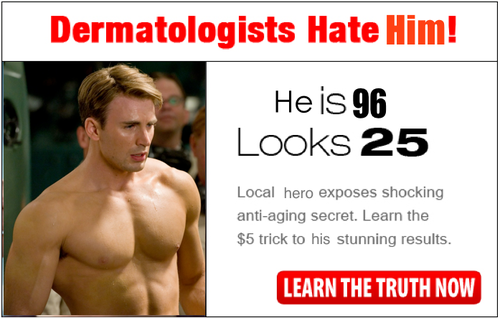 Dermatologists Hate Him!
He is 96
Looks 25
Local hero exposes shocking
anti-aging secret. Learn the
$5 trick to his stunning results.
LEARN THE TRUTH NOW